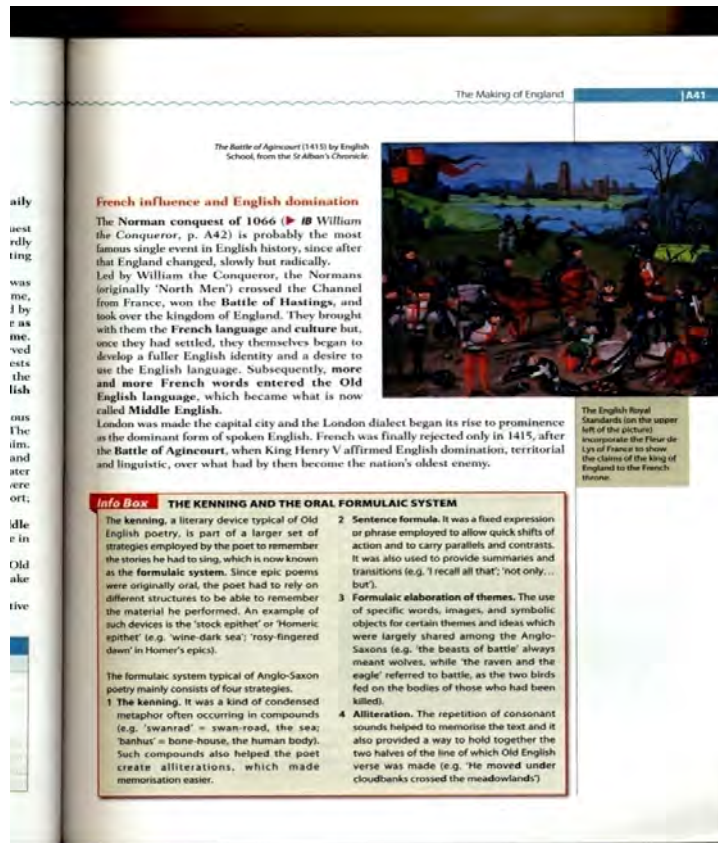 The Making of England
A41
The Battle of Agincourt (1415) by English
School, from the St Alban's Chronicle.
French influence and English domination
The Norman conquest of 1066 (▶ IB William
the Conqueror, p. A42) is probably the most
famous single event in English history, since after
that England changed, slowly but radically.
Led by William the Conqueror, the Normans
(originally 'North Men') crossed the Channel
from France, won the Battle of Hastings, and
took over the kingdom of England. They brought
with them the French language and culture but,
once they had settled, they themselves began to
develop a fuller English identity and a desire to
use the English language. Subsequently, more
and more French words entered the Old
English language, which became what is now
called Middle English.
London was made the capital city and the London dialect began its rise to prominence
as the dominant form of spoken English. French was finally rejected only in 1415, after
the Battle of Agincourt, when King Henry V affirmed English domination, territorial
and linguistic, over what had by then become the nation's oldest enemy.
The English Royal
Standards (on the upper
left of the picture)
incorporate the Fleur de
Lys of France to show
the claims of the king of
England to the French
throne.
Info Box THE KENNING AND THE ORAL FORMULAIC SYSTEM
The kenning, a literary device typical of Old
English poetry, is part of a larger set of
strategies employed by the poet to remember
the stories he had to sing, which is now known
as the formulaic system. Since epic poems
were originally oral, the poet had to rely on
different structures to be able to remember
the material he performed. An example of
such devices is the 'stock epithet' or 'Homeric
epithet' (e.g. 'wine-dark sea'; 'rosy-fingered
dawn' in Homer's epics).
The formulaic system typical of Anglo-Saxon
poetry mainly consists of four strategies.
1 The kenning. It was a kind of condensed
metaphor often occurring in compounds
(e.g. 'swanrad' = swan-road, the sea;
'banhus' = bone-house, the human body).
Such compounds also helped the poet
create alliterations, which made
memorisation easier.
2 Sentence formula. It was a fixed expression
or phrase employed to allow quick shifts of
action and to carry parallels and contrasts.
It was also used to provide summaries and
transitions (e.g. 'I recall all that'; 'not only...
but').
3 Formulaic elaboration of themes. The use
of specific words, images, and symbolic
objects for certain themes and ideas which
were largely shared among the Anglo-
Saxons (e.g. 'the beasts of battle' always
meant wolves, while 'the raven and the
eagle' referred to battle, as the two birds
fed on the bodies of those who had been
killed).
4 Alliteration. The repetition of consonant
sounds helped to memorise the text and it
also provided a way to hold together the
two halves of the line of which Old English
verse was made (e.g. 'He moved under
cloudbanks crossed the meadowlands')